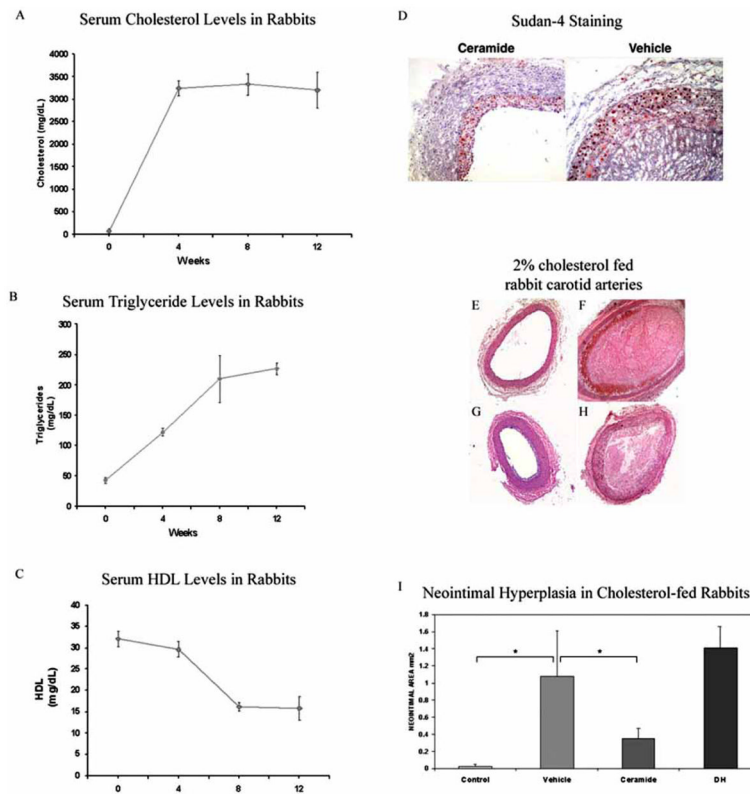 A
Serum Cholesterol Levels in Rabbits
4000
3500
3000
2500
2000
1500
1000
500
0
Cholesterol (mg/dL)
0 4 8 12
Weeks
B
Serum Triglyceride Levels in Rabbits
300
250
200
150
100
50
0
Triglycerides
(mg/dL)
0 4 8 12
Weeks
C
Serum HDL Levels in Rabbits
40
35
30
25
20
15
10
5
0
HDL
(mg/dL)
0 4 8 12
Weeks
D
Sudan-4 Staining
Ceramide Vehicle
2% cholesterol fed
rabbit carotid arteries
E F
G H
I
Neointimal Hyperplasia in Cholesterol-fed Rabbits
1.8
1.6
1.4
1.2
1
0.8
0.6
0.4
0.2
0
NEOINTIMAL AREA mm2
* *
Control Vehicle Ceramide DH